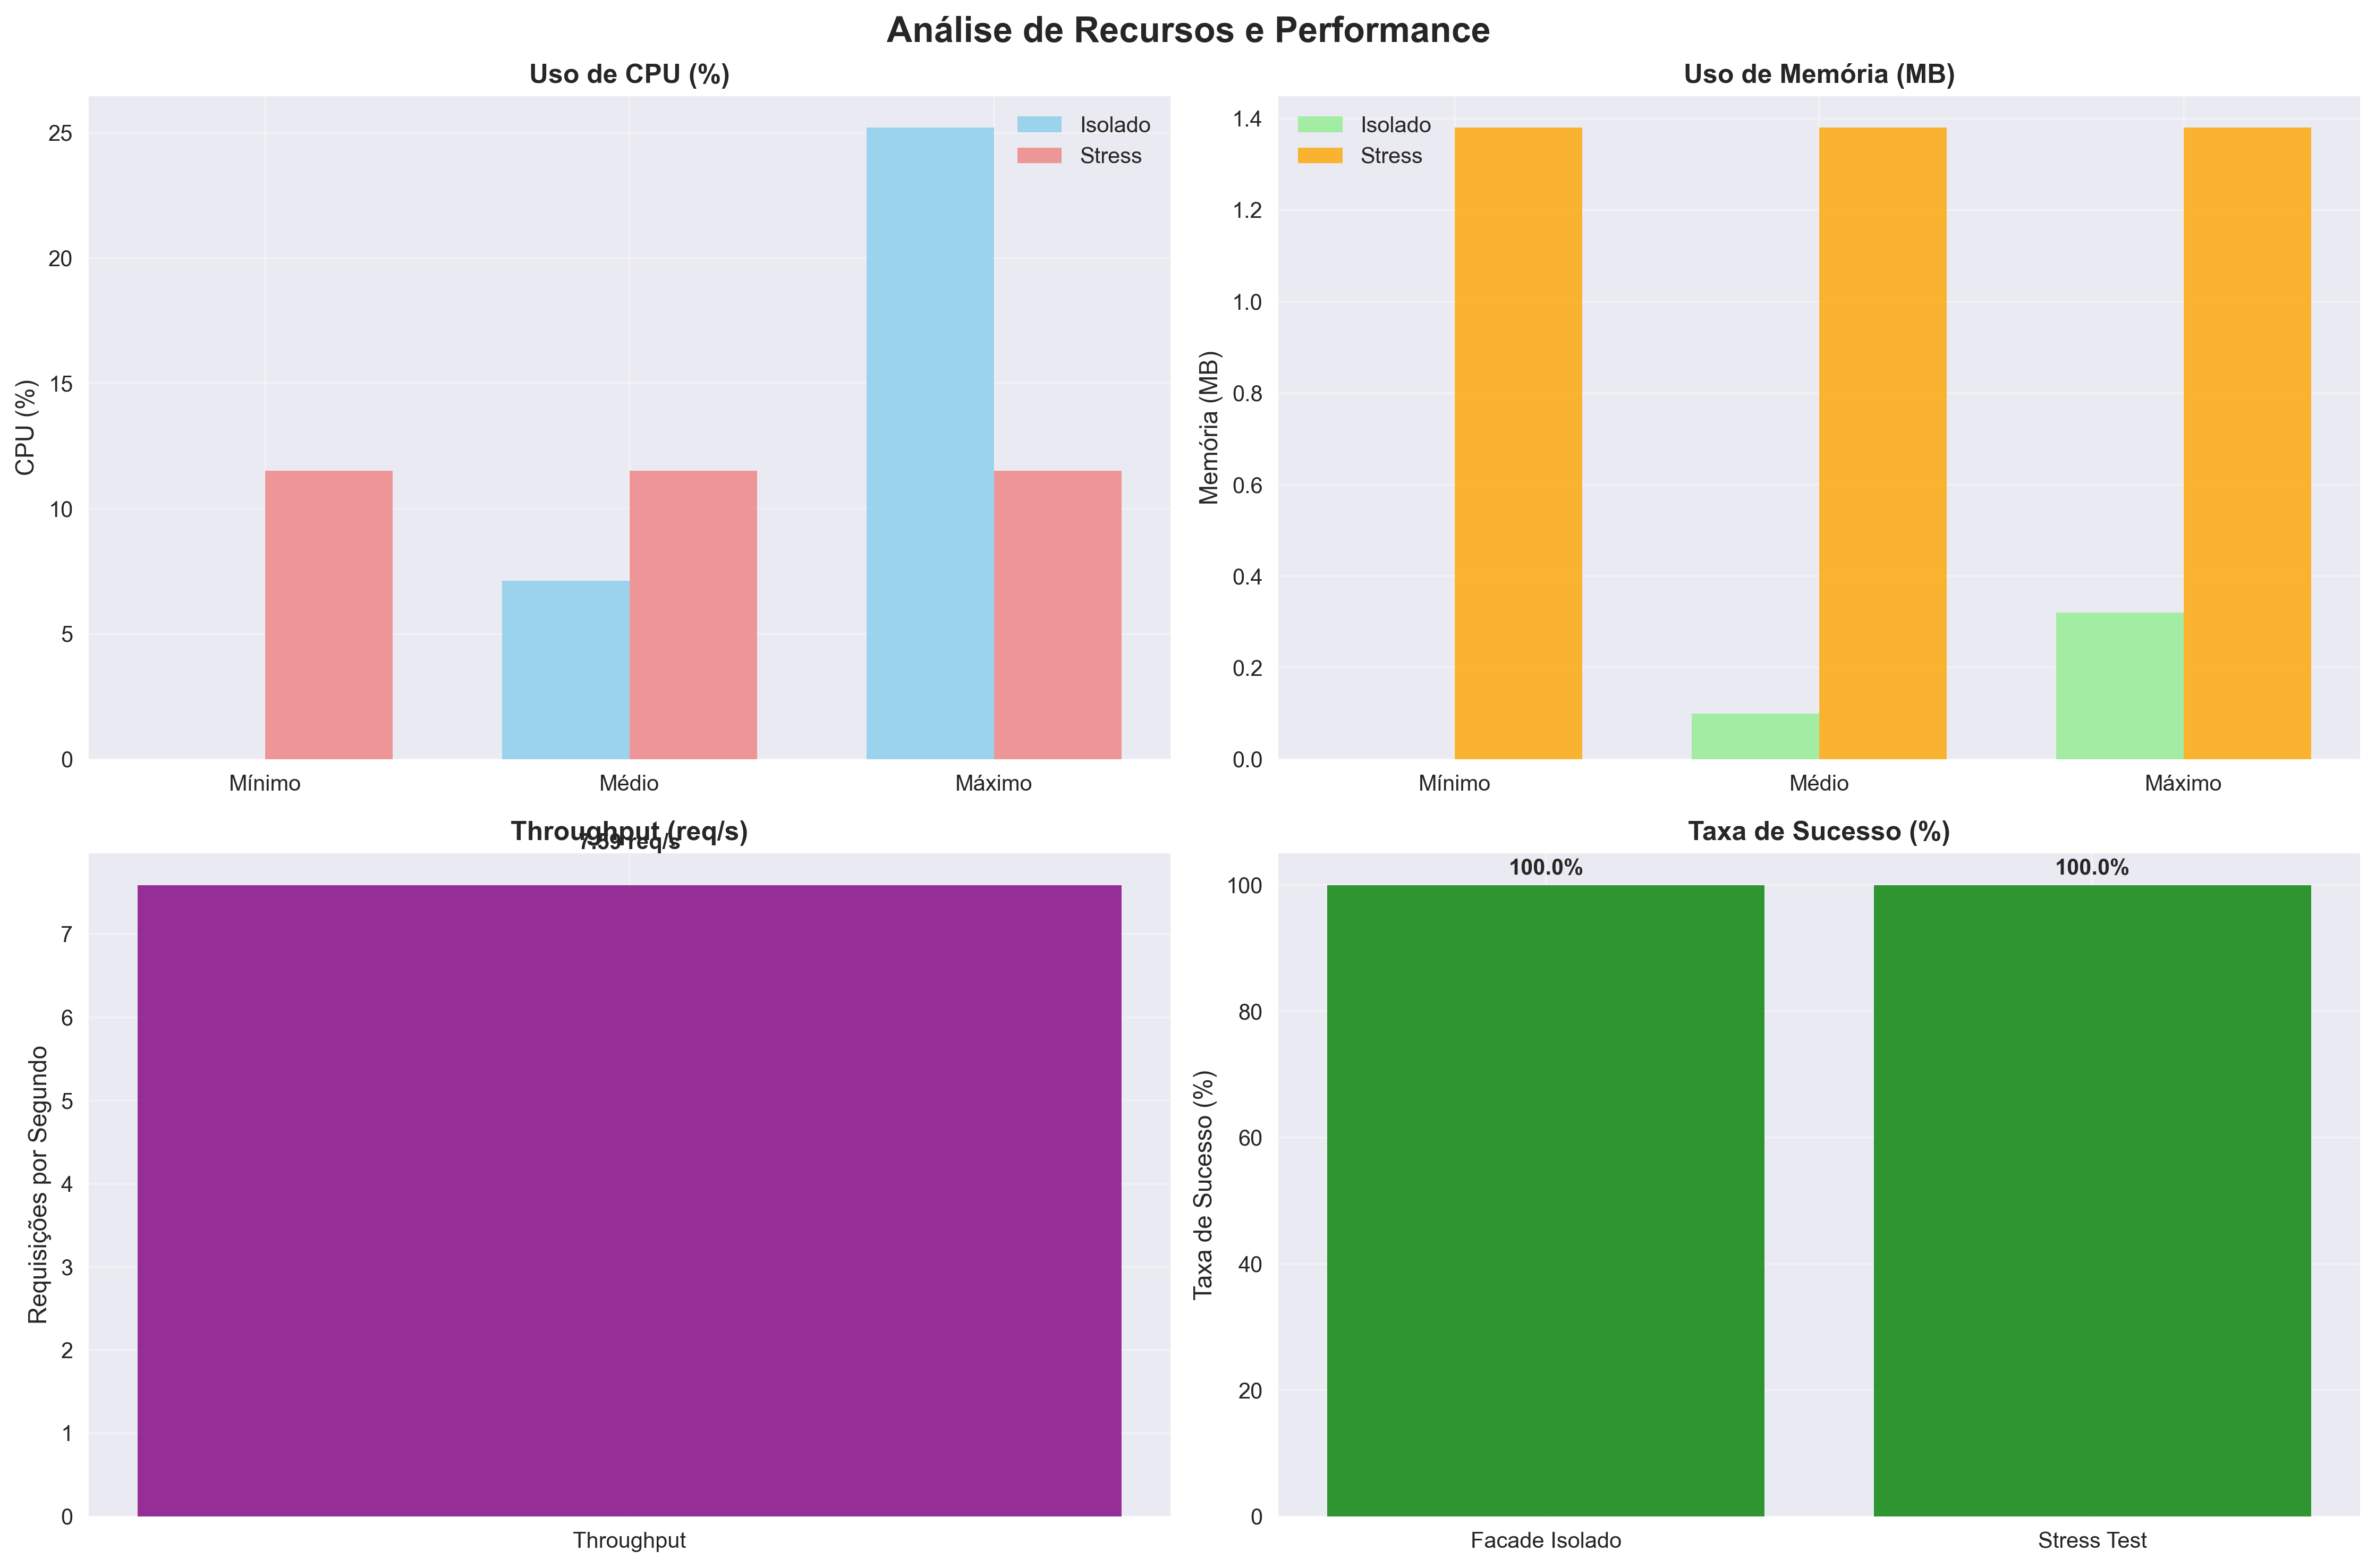 Análise de Recursos e Performance
Uso de CPU (%)
CPU (%)
25
20
15
10
5
0
Isolado
Stress
Mínimo
Médio
Máximo
Uso de Memória (MB)
Memória (MB)
1.4
1.2
1.0
0.8
0.6
0.4
0.2
0.0
Isolado
Stress
Mínimo
Médio
Máximo
Throughput (req/s)
7.59 req/s
Requisições por Segundo
7
6
5
4
3
2
1
0
Throughput
Taxa de Sucesso (%)
Taxa de Sucesso (%)
100
80
60
40
20
0
100.0%
100.0%
Facade Isolado
Stress Test